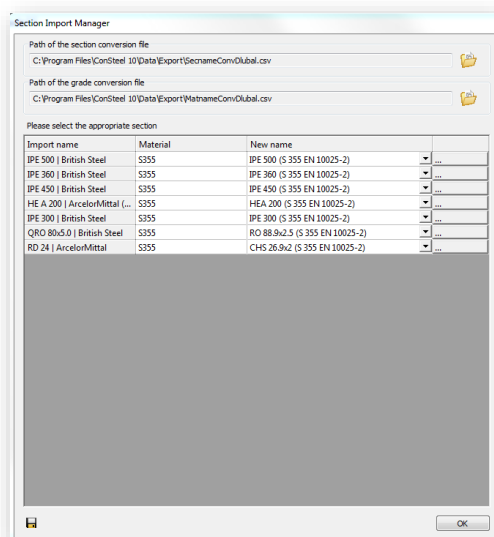 Section Import Manager
Path of the section conversion file
C:\Program Files\ConSteel 10\Data\Export\SecnameConvDlubal.csv
Path of the grade conversion file
C:\Program Files\ConSteel 10\Data\Export\MatnameConvDlubal.csv
Please select the appropriate section
Import name Material New name
IPE 500 | British Steel S355 IPE 500 (S 355 EN 10025-2) ...
IPE 360 | British Steel S355 IPE 360 (S 355 EN 10025-2) ...
IPE 450 | British Steel S355 IPE 450 (S 355 EN 10025-2) ...
HE A 200 | ArcelorMittal (... S355 HEA 200 (S 355 EN 10025-2) ...
IPE 300 | British Steel S355 IPE 300 (S 355 EN 10025-2) ...
QRO 80x5.0 | British Steel S355 RO 88.9x2.5 (S 355 EN 10025-2) ...
RD 24 | ArcelorMittal S355 CHS 26.9x2 (S 355 EN 10025-2) ...
OK